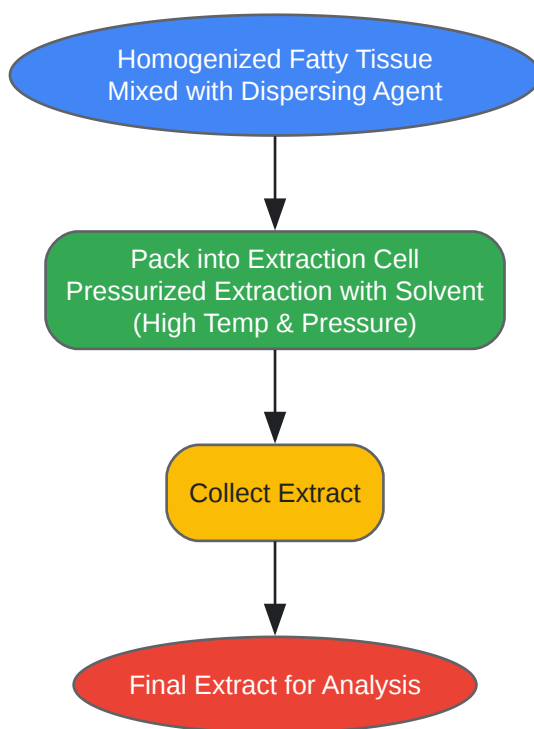 Homogenized Fatty Tissue
Mixed with Dispersing Agent
Pack into Extraction Cell
Pressurized Extraction with Solvent
(High Temp & Pressure)
Collect Extract
Final Extract for Analysis